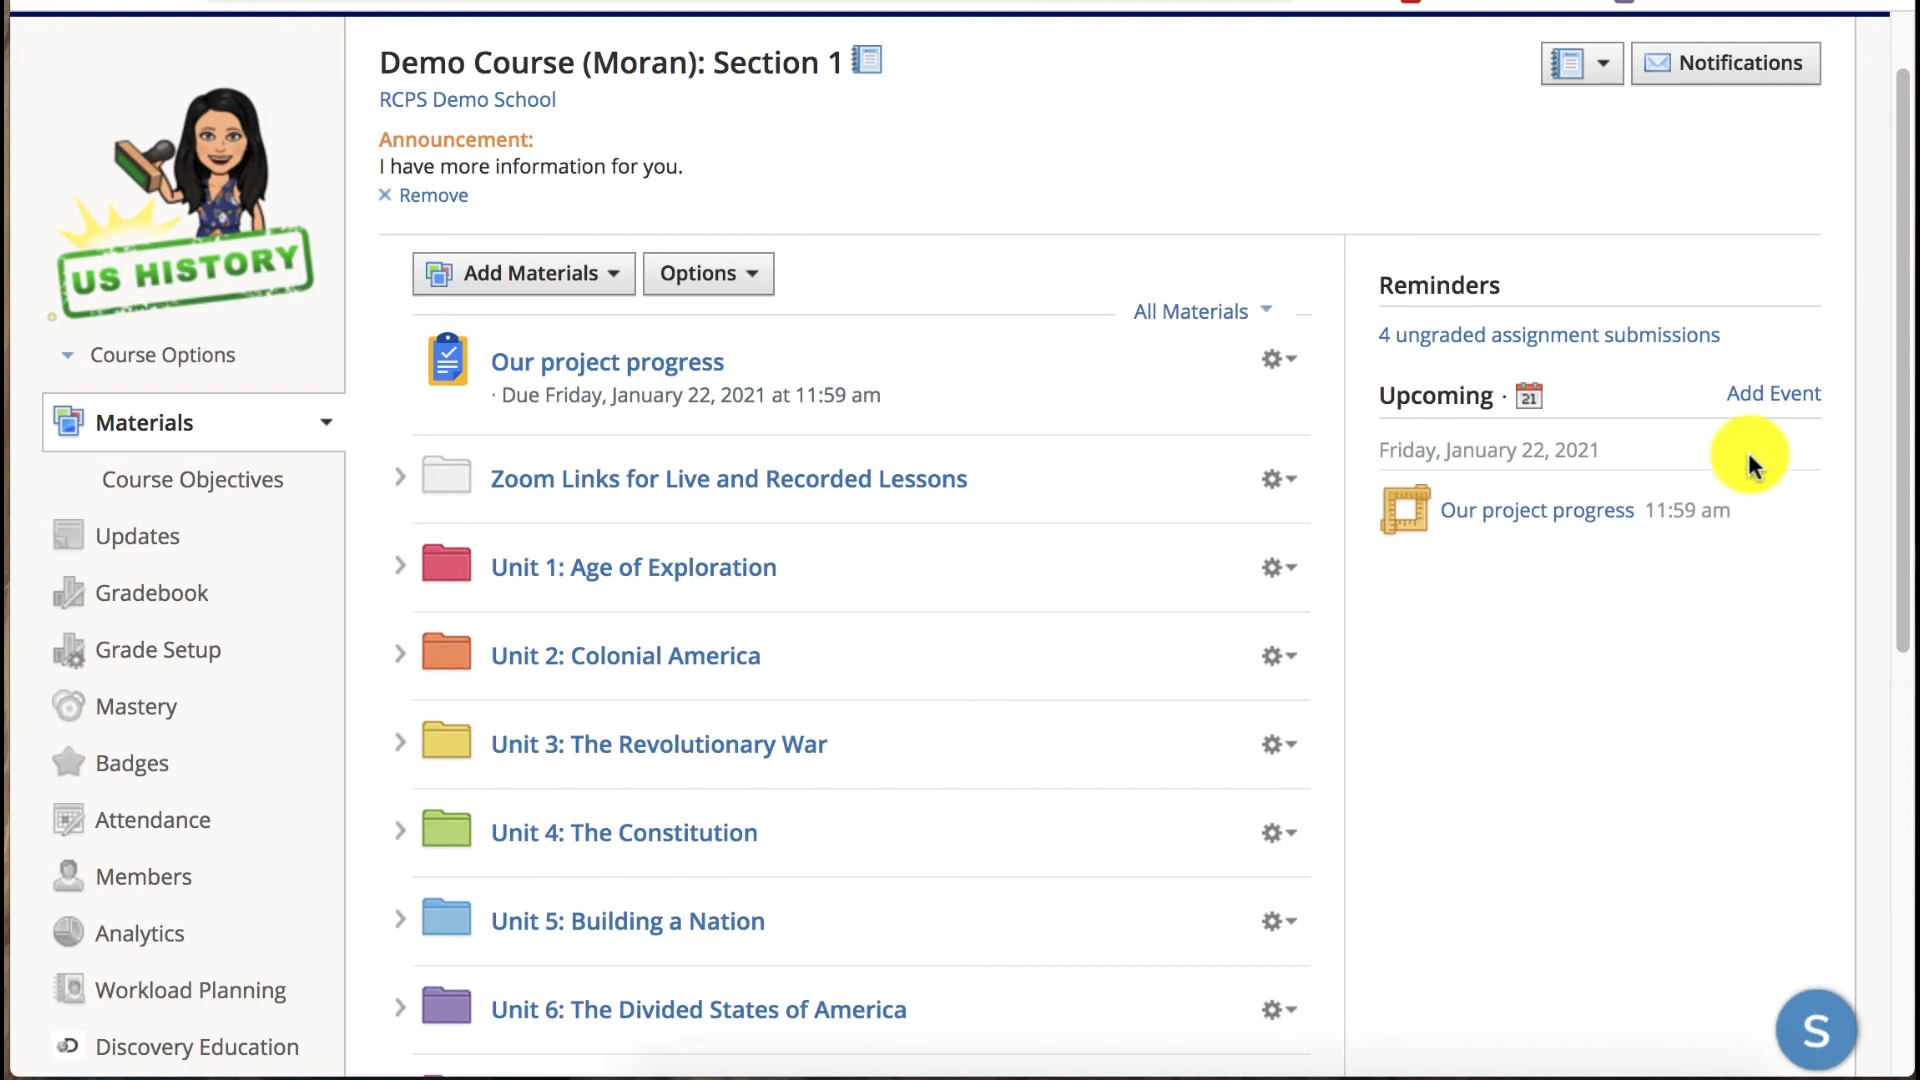 Demo Course (Moran): Section 1
RCPS Demo School
Announcement:
I have more information for you.
× Remove
Notifications
US HISTORY
Course Options
Materials
Course Objectives
Updates
Gradebook
Grade Setup
Mastery
Badges
Attendance
Members
Analytics
Workload Planning
Discovery Education
Add Materials
Options
All Materials
Our project progress
· Due Friday, January 22, 2021 at 11:59 am
Zoom Links for Live and Recorded Lessons
Unit 1: Age of Exploration
Unit 2: Colonial America
Unit 3: The Revolutionary War
Unit 4: The Constitution
Unit 5: Building a Nation
Unit 6: The Divided States of America
Reminders
4 ungraded assignment submissions
Upcoming · 21 Add Event
Friday, January 22, 2021
Our project progress 11:59 am
S